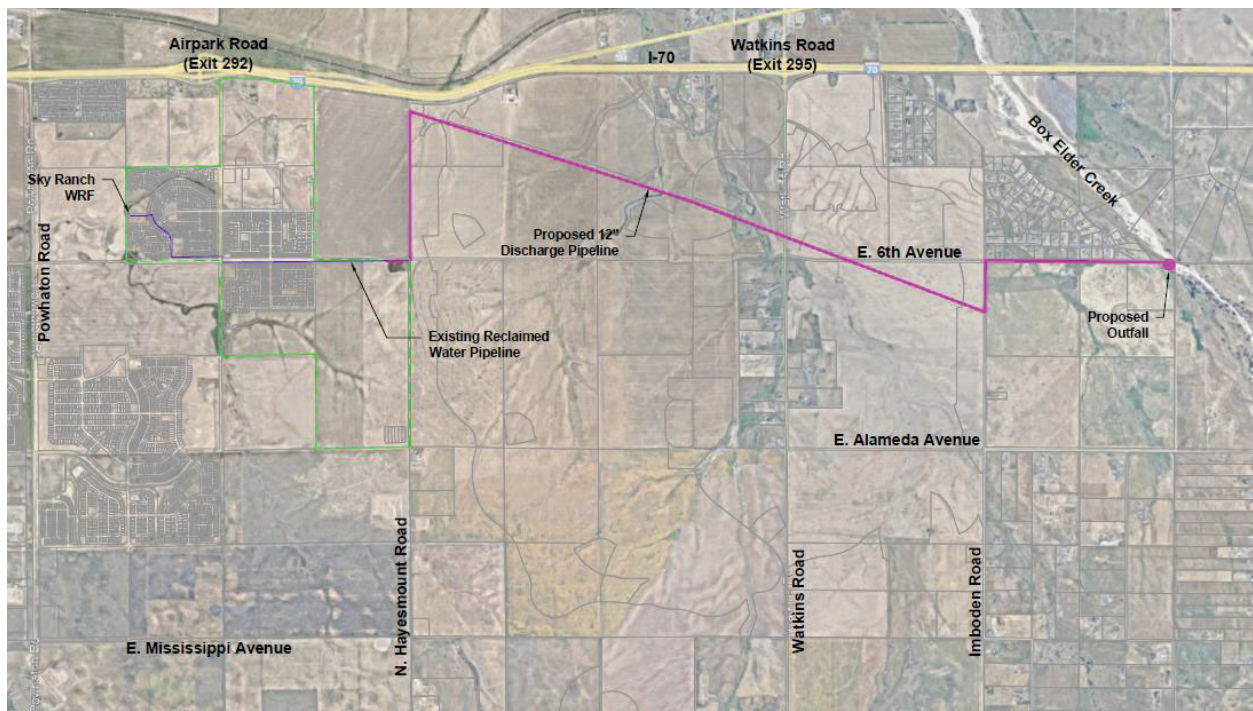 Airpark Road
(Exit 292)
I-70
Watkins Road
(Exit 295)
70
Box Elder Creek
Sky Ranch
WRF
Powhaton Road
Proposed 12"
Discharge Pipeline
E. 6th Avenue
Existing Reclaimed
Water Pipeline
Proposed
Outfall
E. Alameda Avenue
N. Hayesmount Road
Watkins Road
Imboden Road
E. Mississippi Avenue